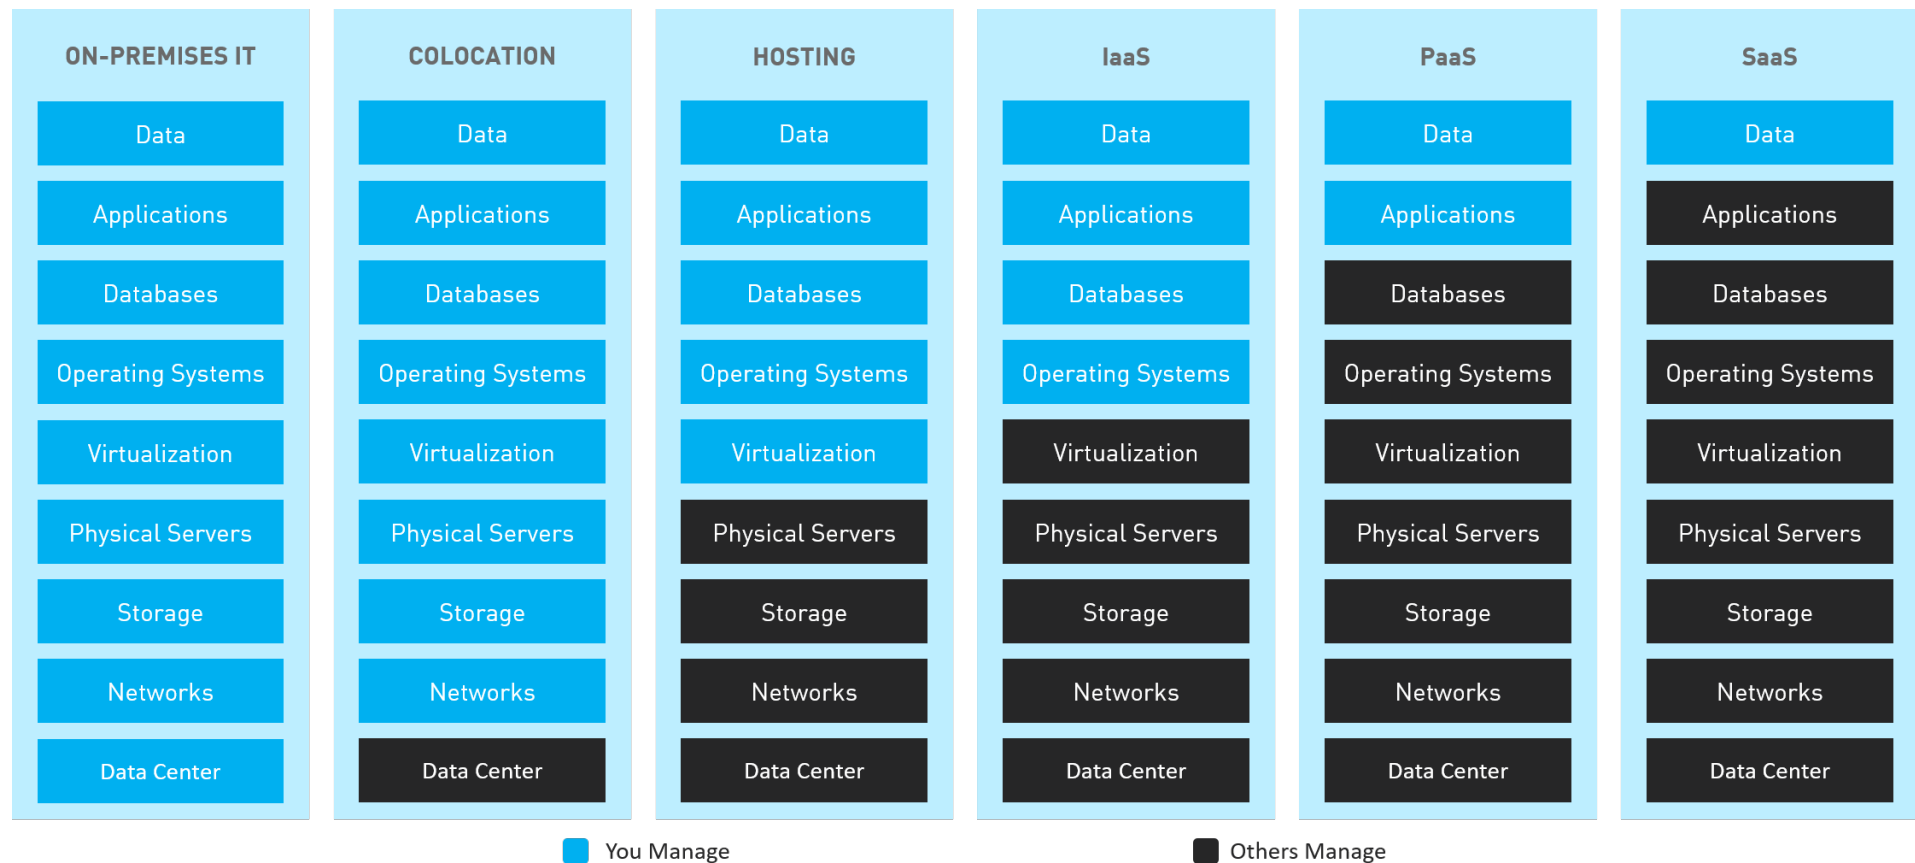 ON-PREMISES IT
Data
Applications
Databases
Operating Systems
Virtualization
Physical Servers
Storage
Networks
Data Center
COLOCATION
Data
Applications
Databases
Operating Systems
Virtualization
Physical Servers
Storage
Networks
Data Center
HOSTING
Data
Applications
Databases
Operating Systems
Virtualization
Physical Servers
Storage
Networks
Data Center
IaaS
Data
Applications
Databases
Operating Systems
Virtualization
Physical Servers
Storage
Networks
Data Center
PaaS
Data
Applications
Databases
Operating Systems
Virtualization
Physical Servers
Storage
Networks
Data Center
SaaS
Data
Applications
Databases
Operating Systems
Virtualization
Physical Servers
Storage
Networks
Data Center
You Manage
Others Manage